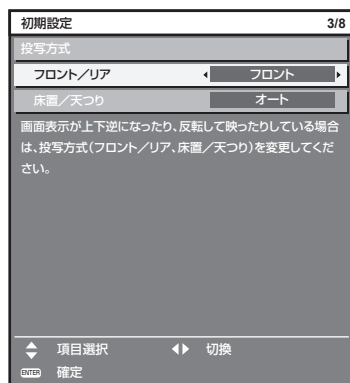 初期設定 3/8
投写方式
フロント／リア フロント
床置／天つり オート
画面表示が上下逆になったり、反転して映ったりしている場合
は、投写方式（フロント／リア、床置／天つり）を変更してくだ
さい。
項目選択 切換
ENTER 確定